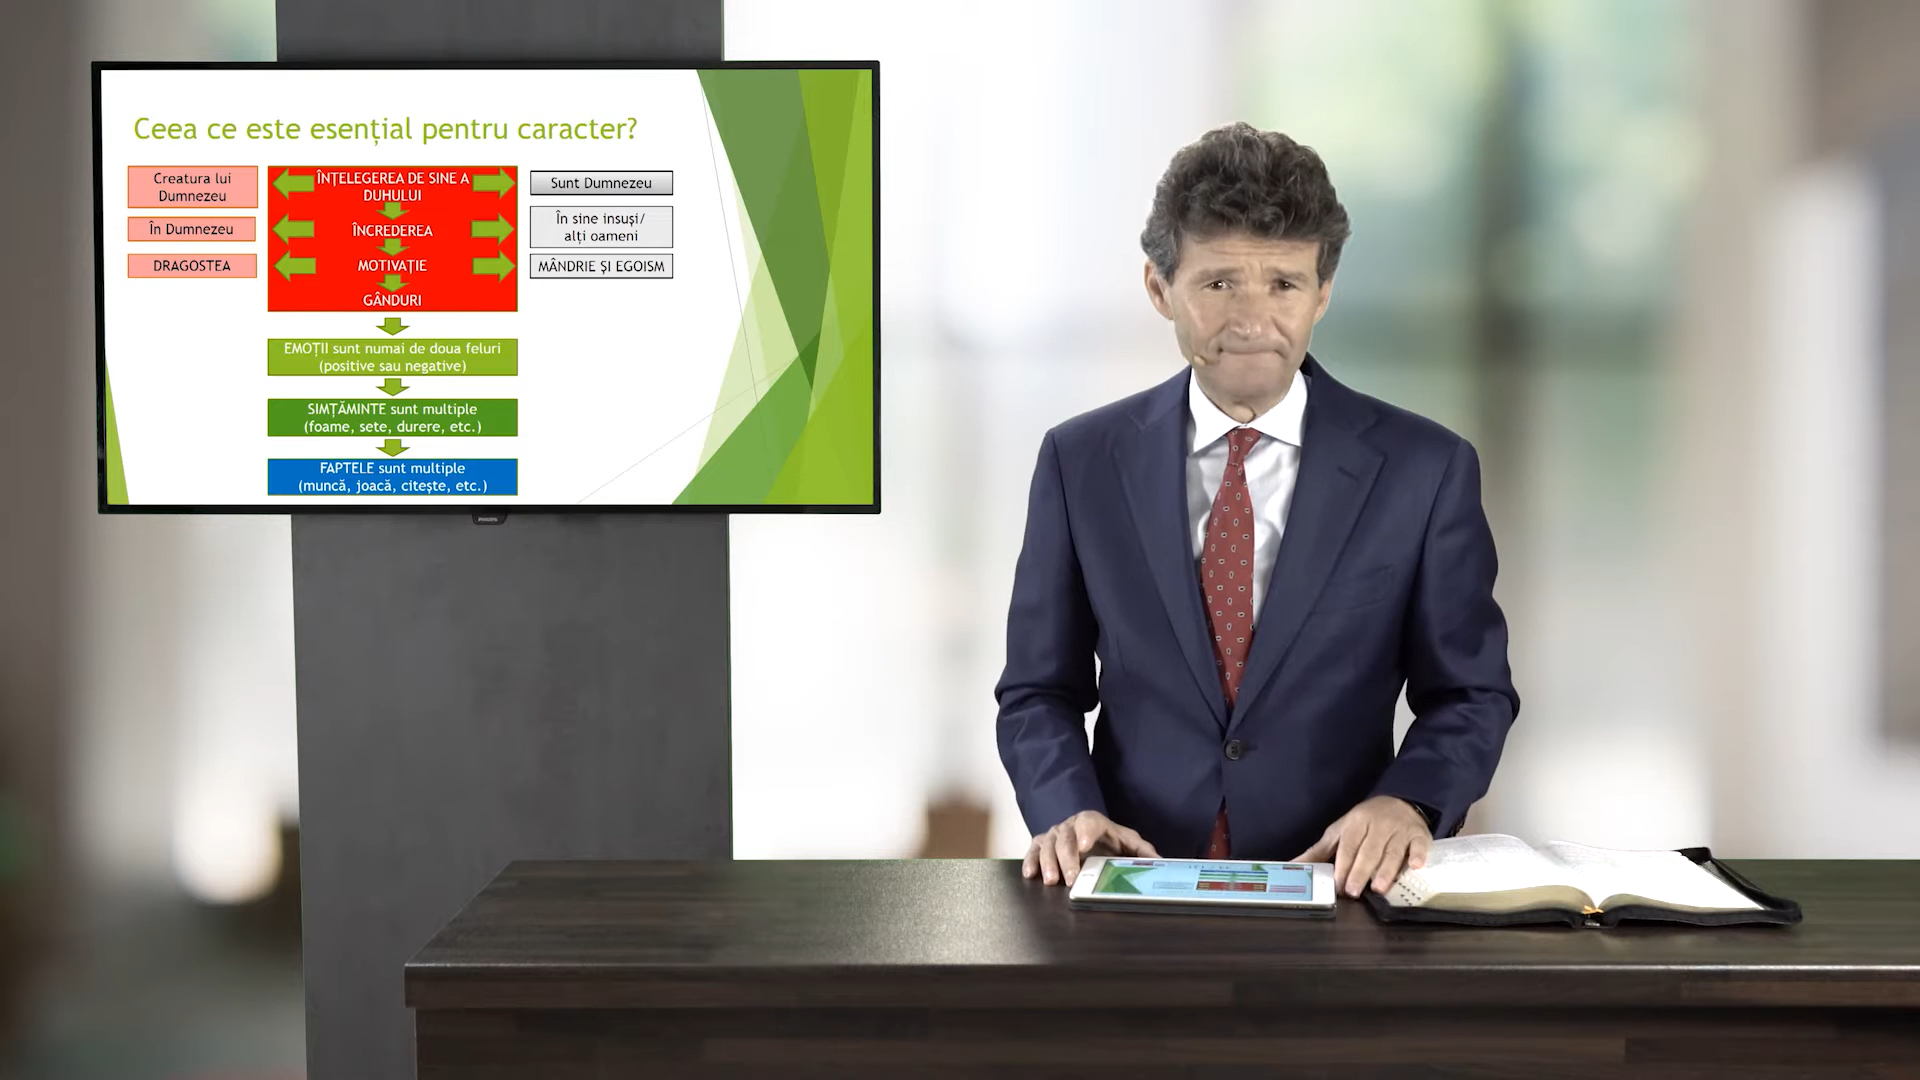 Ceea ce este esențial pentru caracter?
Creatura lui
Dumnezeu
În Dumnezeu
DRAGOSTEA
ÎNȚELEGEREA DE SINE A
DUHULUI
ÎNCREDEREA
MOTIVAȚIE
GÂNDURI
Sunt Dumnezeu
În sine insuși/
alți oameni
MÂNDRIE ȘI EGOISM
EMOȚII sunt numai de doua feluri
(positive sau negative)
SIMȚĂMINTE sunt multiple
(foame, sete, durere, etc.)
FAPTELE sunt multiple
(muncă, joacă, citește, etc.)
PHILIPS